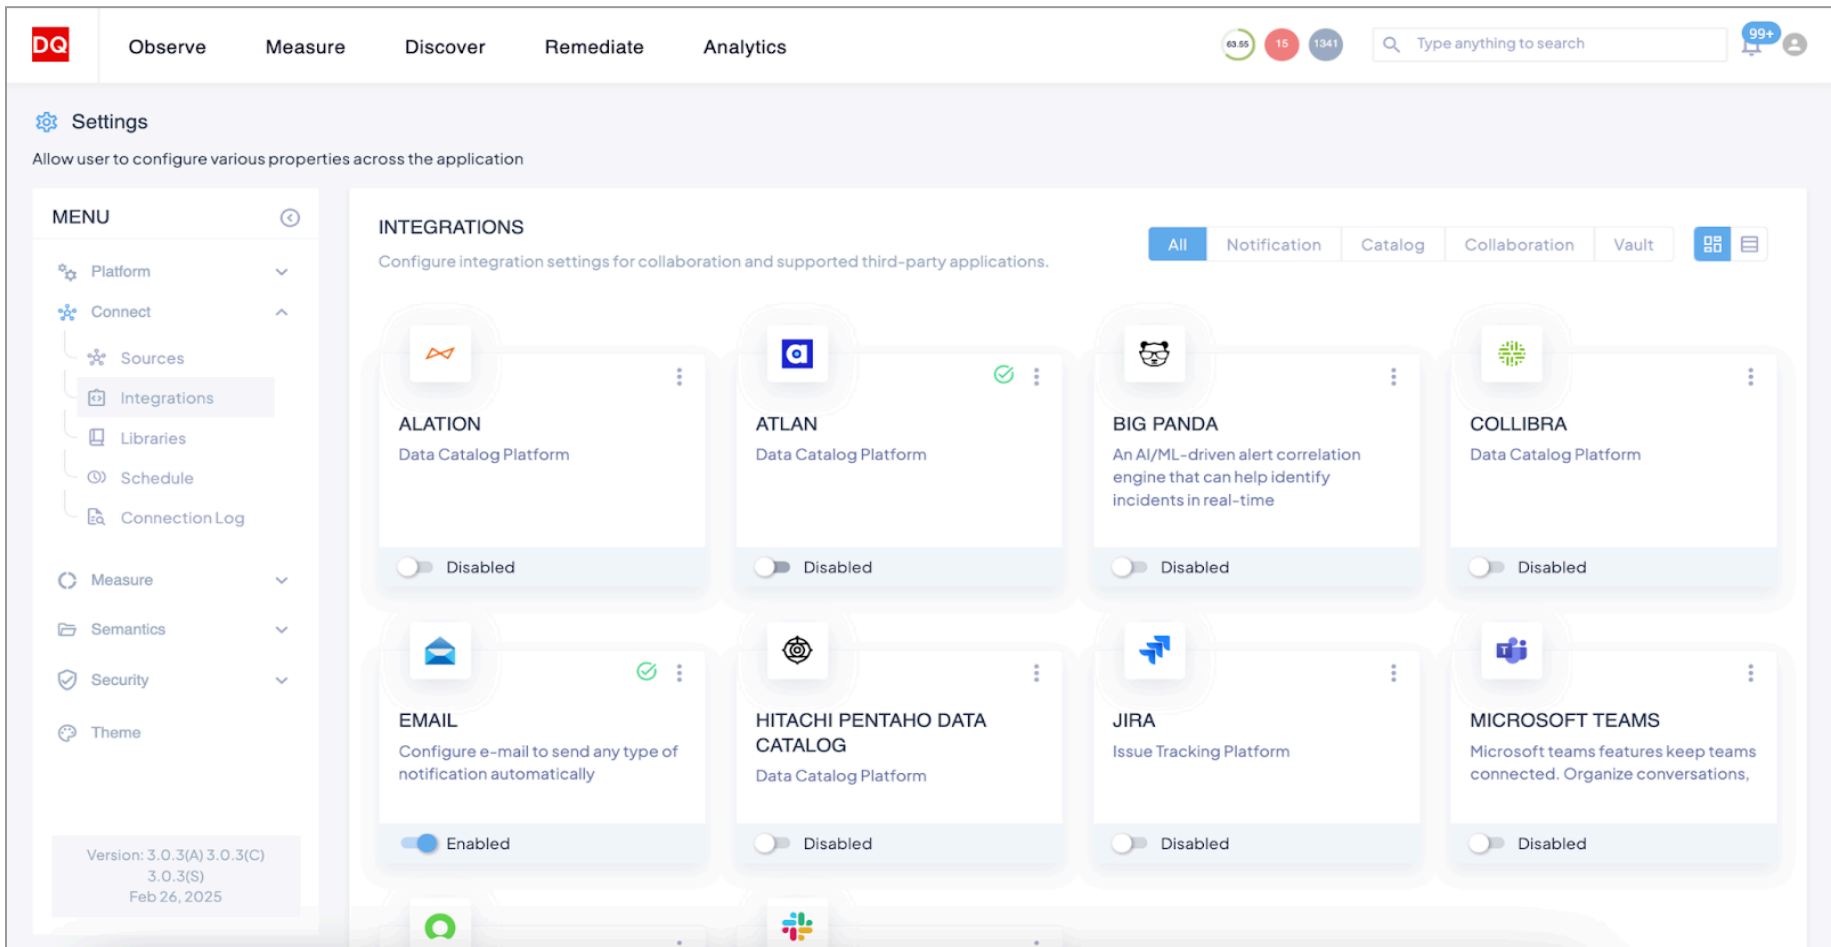 DQ
Observe
Measure
Discover
Remediate
Analytics
63.55
15
1341
Type anything to search
99+
Settings
Allow user to configure various properties across the application
MENU
Platform
Connect
Sources
Integrations
Libraries
Schedule
Connection Log
Measure
Semantics
Security
Theme
Version: 3.0.3(A) 3.0.3(C)
3.0.3(S)
Feb 26, 2025
INTEGRATIONS
Configure integration settings for collaboration and supported third-party applications.
All
Notification
Catalog
Collaboration
Vault
ALATION
Data Catalog Platform
Disabled
a
ATLAN
Data Catalog Platform
Disabled
BIG PANDA
An AI/ML-driven alert correlation
engine that can help identify
incidents in real-time
Disabled
COLLIBRA
Data Catalog Platform
Disabled
EMAIL
Configure e-mail to send any type of
notification automatically
Enabled
HITACHI PENTAHO DATA
CATALOG
Data Catalog Platform
Disabled
JIRA
Issue Tracking Platform
Disabled
T
MICROSOFT TEAMS
Microsoft teams features keep teams
connected. Organize conversations,
Disabled